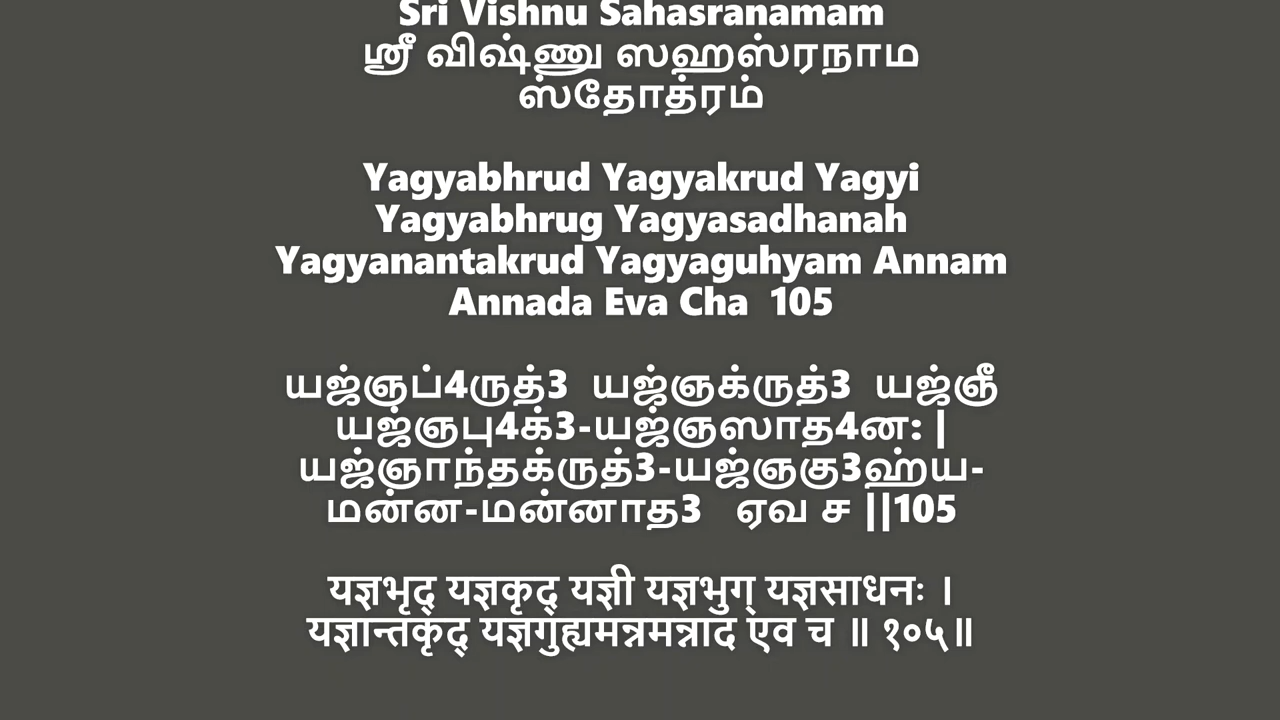 Sri Vishnu Sahasranamam
ஸ்ரீ விஷ்ணு ஸஹஸ்ரநாம
ஸ்தோத்ரம்
Yagyabhrud Yagyakrud Yagyi
Yagyabhrug Yagyasadhanah
Yagyanantakrud Yagyaguhyam Annam
Annada Eva Cha 105
யஜ்ஞப்4ருத்3 யஜ்ஞக்ருத்3 யஜ்ஞீ
யஜ்ஞபு4க்3-யஜ்ஞஸாத4ன: |
யஜ்ஞாந்தக்ருத்3-யஜ்ஞகு3ஹ்ய-
மன்ன-மன்னாத3 ஏவ ச ||105
यज्ञभृद् यज्ञकृद् यज्ञी यज्ञभुग् यज्ञसाधनः ।
यज्ञान्तकृद् यज्ञगुह्यमन्नमन्नाद एव च ॥ १०५॥